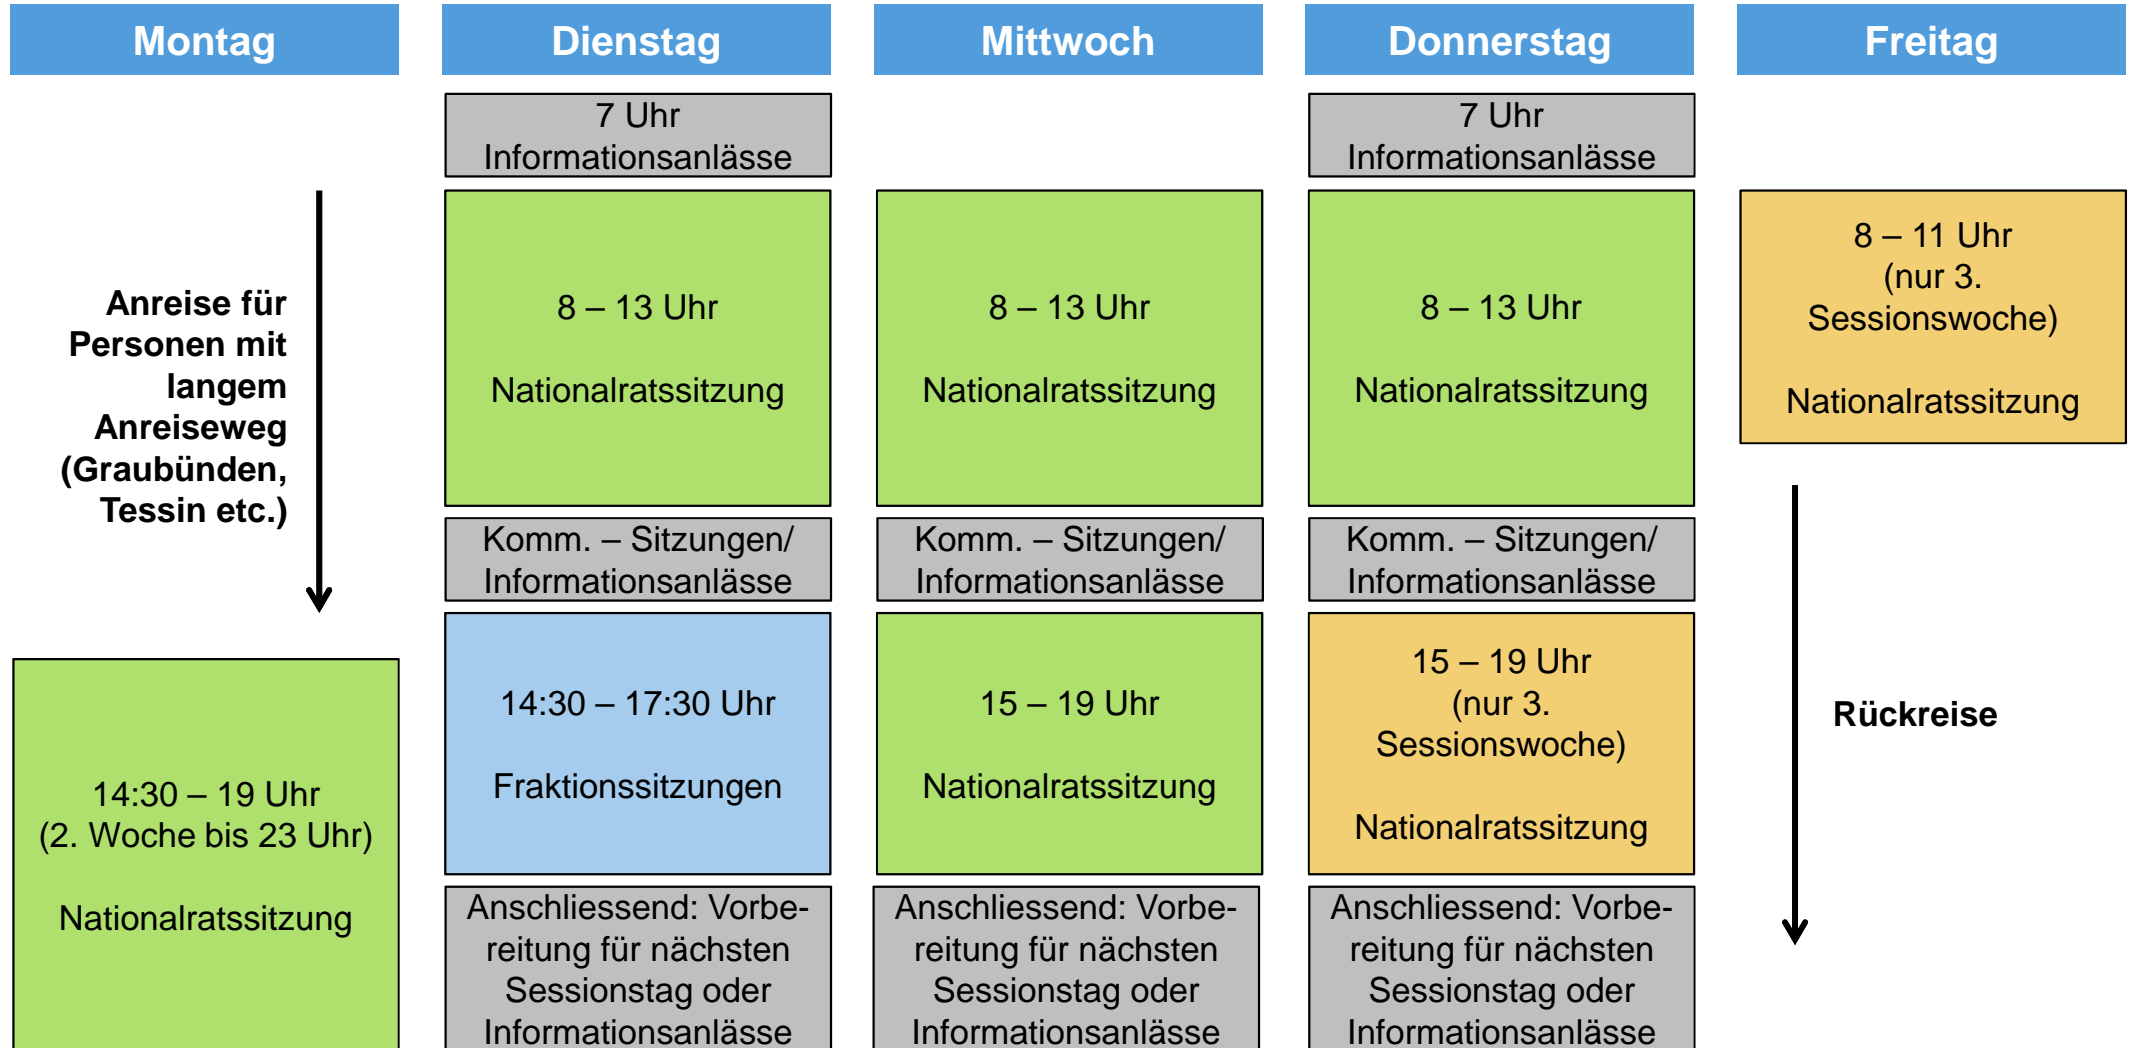 Montag
Dienstag
Mittwoch
Donnerstag
Freitag
Anreise für
Personen mit
langem
Anreiseweg
(Graubünden,
Tessin etc.)
14:30 – 19 Uhr
(2. Woche bis 23 Uhr)
Nationalratssitzung
7 Uhr
Informationsanlässe
8 – 13 Uhr
Nationalratssitzung
Komm. – Sitzungen/
Informationsanlässe
14:30 – 17:30 Uhr
Fraktionssitzungen
Anschliessend: Vorbe-
reitung für nächsten
Sessionstag oder
Informationsanlässe
8 – 13 Uhr
Nationalratssitzung
Komm. – Sitzungen/
Informationsanlässe
15 – 19 Uhr
Nationalratssitzung
Anschliessend: Vorbe-
reitung für nächsten
Sessionstag oder
Informationsanlässe
7 Uhr
Informationsanlässe
8 – 13 Uhr
Nationalratssitzung
Komm. – Sitzungen/
Informationsanlässe
15 – 19 Uhr
(nur 3.
Sessionswoche)
Nationalratssitzung
Anschliessend: Vorbe-
reitung für nächsten
Sessionstag oder
Informationsanlässe
8 – 11 Uhr
(nur 3.
Sessionswoche)
Nationalratssitzung
Rückreise